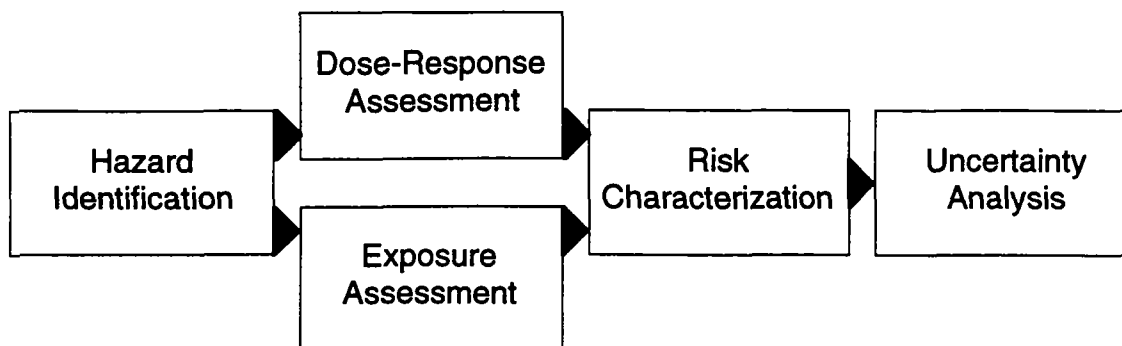 Hazard
Identification
Dose-Response
Assessment
Exposure
Assessment
Risk
Characterization
Uncertainty
Analysis